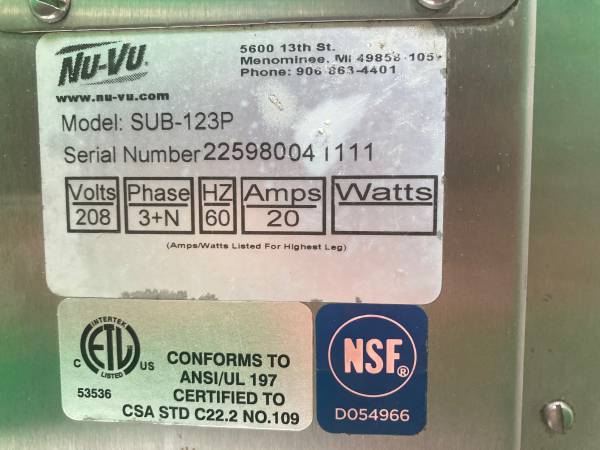 Nu-Vu®
5600 13th St.
Menominee, MI 49858-105
Phone: 906-863-4401
www.nu-vu.com
Model: SUB-123P
Serial Number 225980041111
Volts Phase HZ Amps Watts
208 3+N 60 20
(Amps/Watts Listed For Highest Leg)
INTERTEK
C ETL US
LISTED
53536
CONFORMS TO
ANSI/UL 197
CERTIFIED TO
CSA STD C22.2 NO.109
NSF
D054966